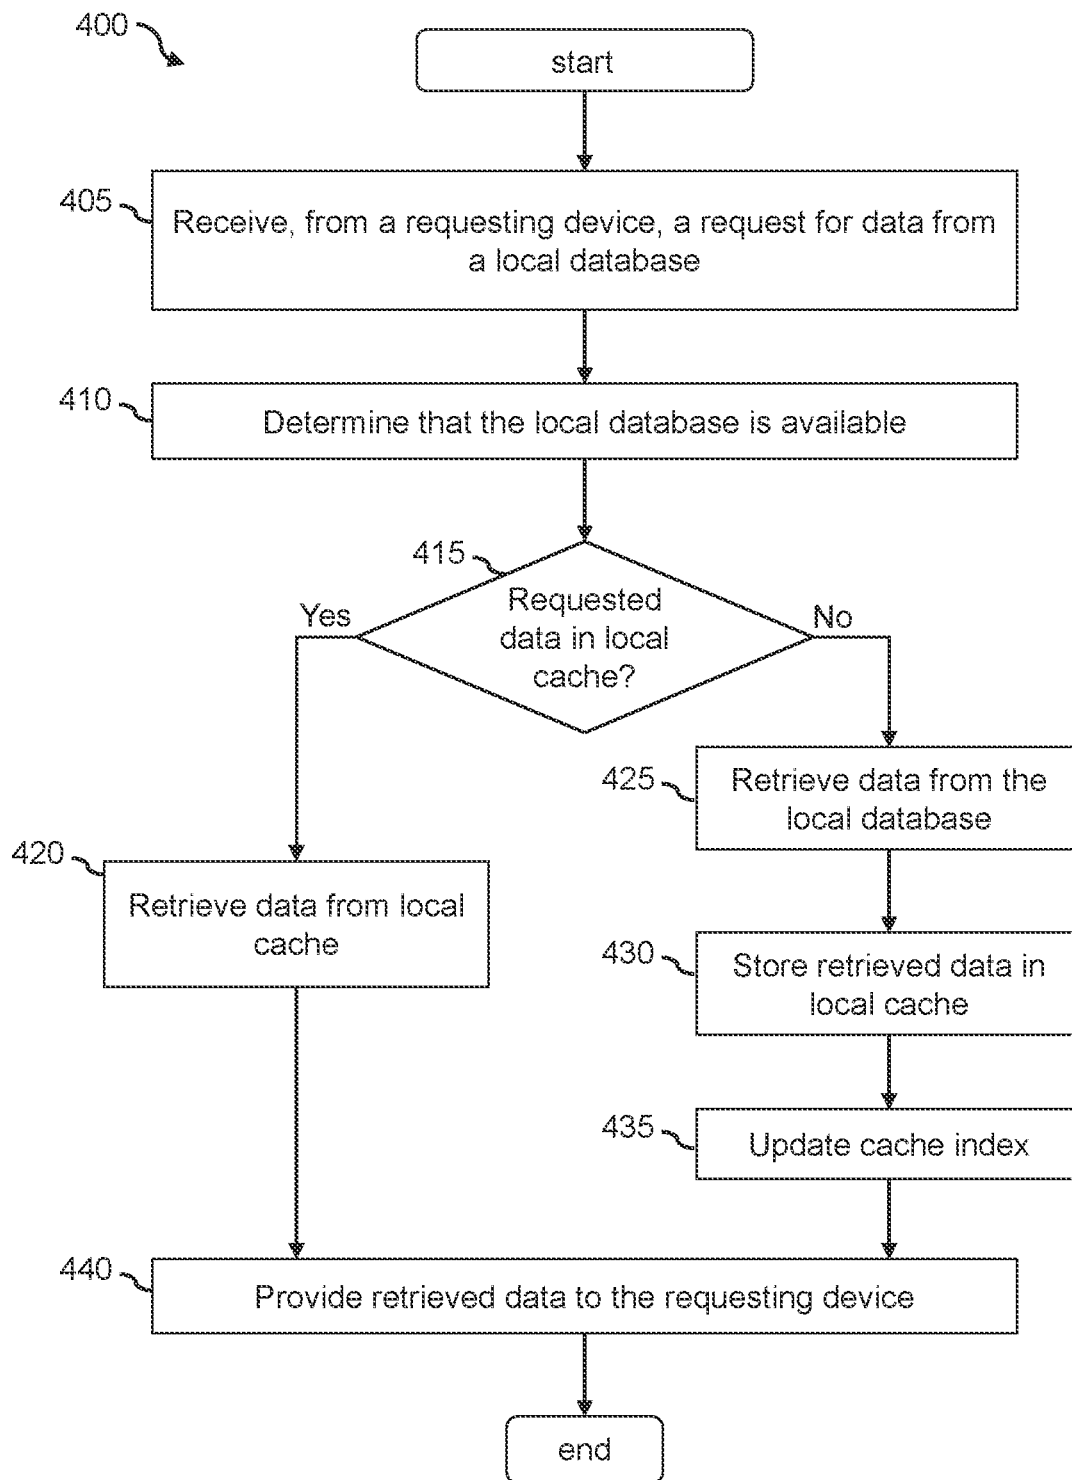 400
start
405
Receive, from a requesting device, a request for data from
a local database
410
Determine that the local database is available
415
Requested
data in local
cache?
Yes
No
425
Retrieve data from the
local database
420
Retrieve data from local
cache
430
Store retrieved data in
local cache
435
Update cache index
440
Provide retrieved data to the requesting device
end